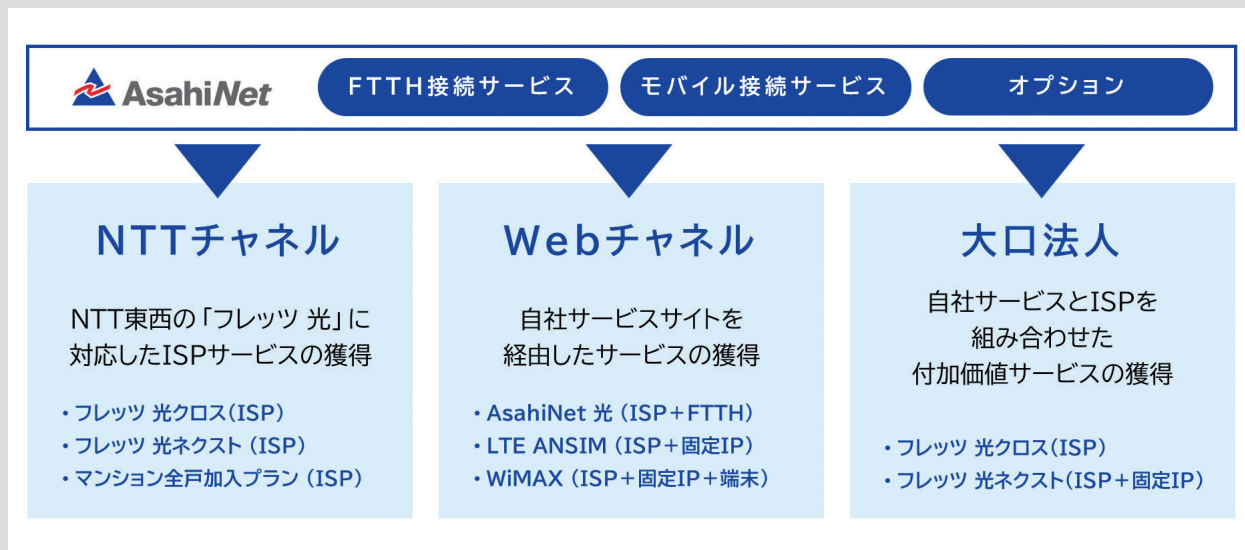 AsahiNet
FTTH接続サービス
モバイル接続サービス
オプション
NTTチャネル
NTT東西の「フレッツ 光」に
対応したISPサービスの獲得
・フレッツ 光クロス(ISP)
・フレッツ 光ネクスト (ISP)
・マンション全戸加入プラン (ISP)
Webチャネル
自社サービスサイトを
経由したサービスの獲得
・AsahiNet 光 (ISP+FTTH)
・LTE ANSIM (ISP+固定IP)
・WiMAX (ISP+固定IP+端末)
大口法人
自社サービスとISPを
組み合わせた
付加価値サービスの獲得
・フレッツ 光クロス(ISP)
・フレッツ 光ネクスト(ISP+固定IP)